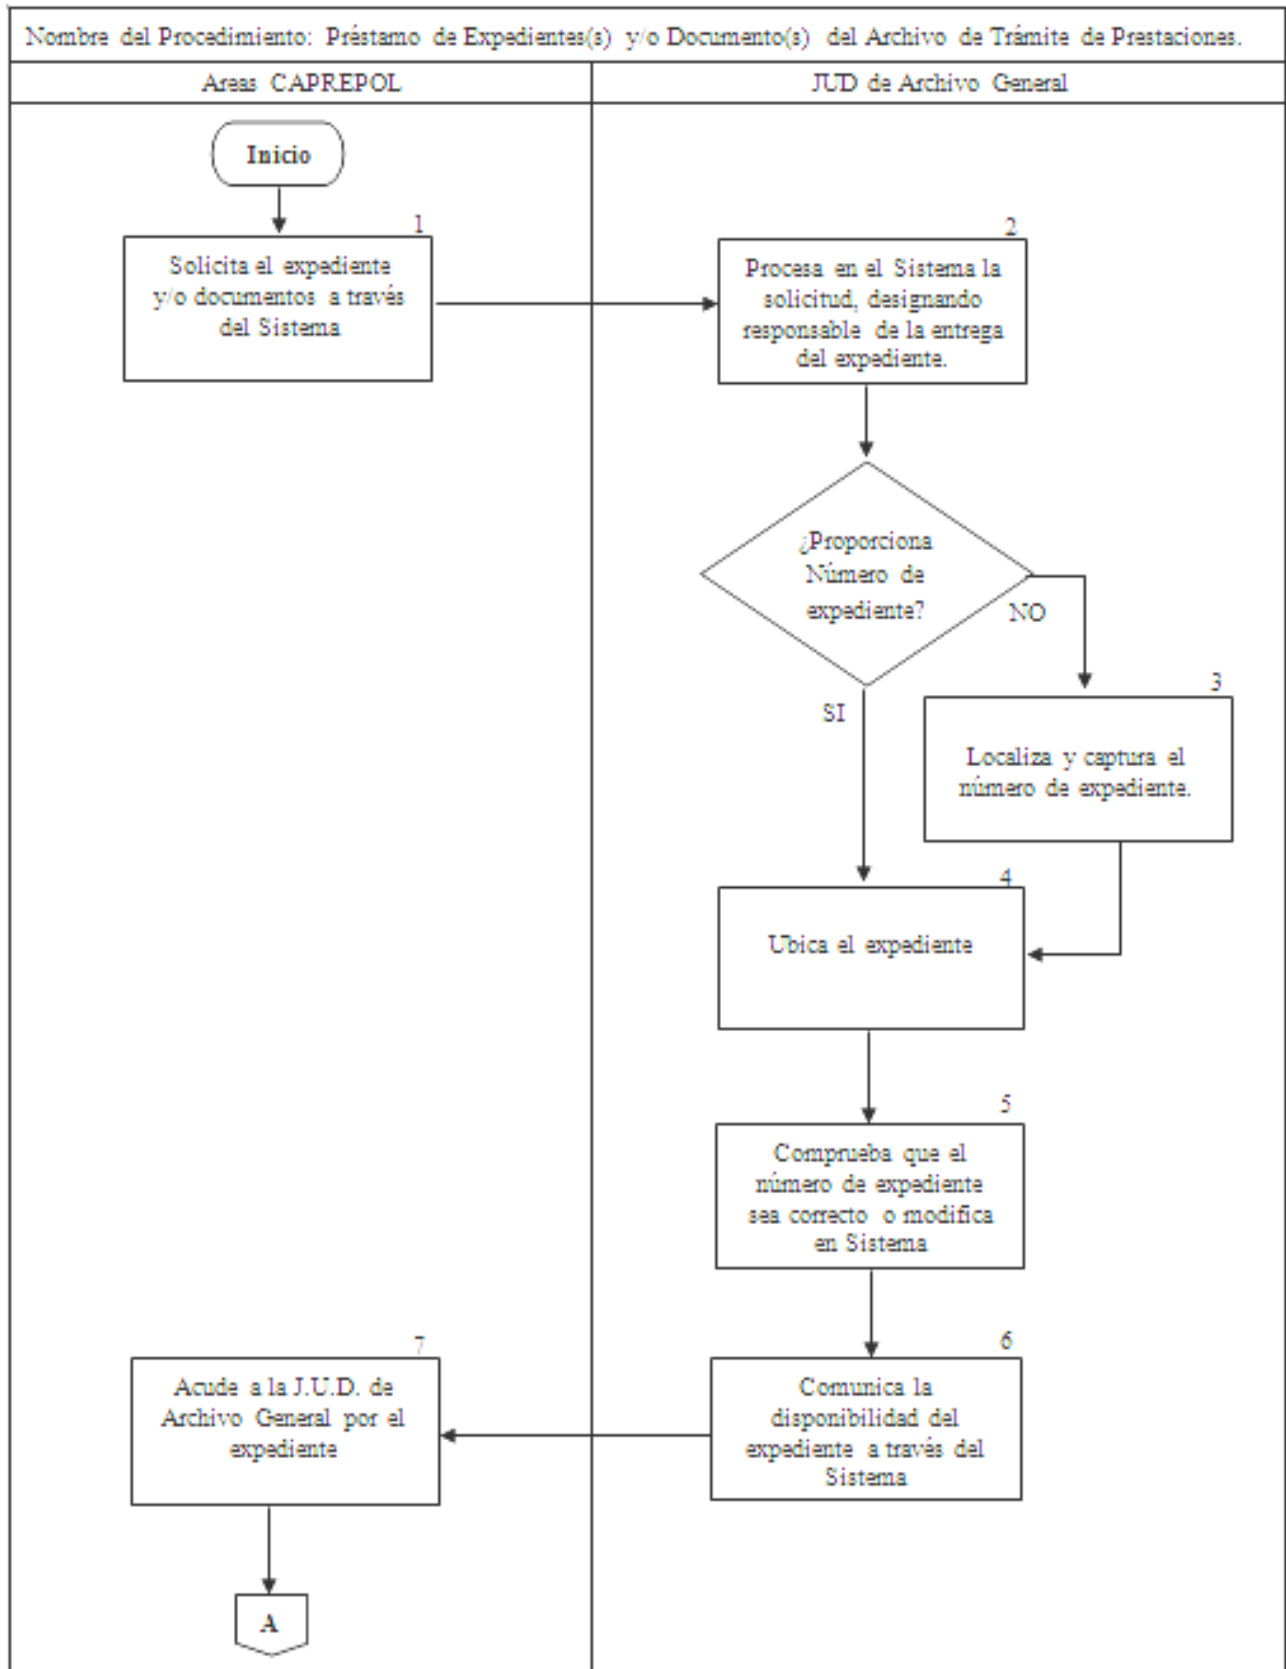 Nombre del Procedimiento: Préstamo de Expedientes(s) y/o Documento(s) del Archivo de Trámite de Prestaciones.
Areas CAPREPOL
JUD de Archivo General
Inicio
1
Solicita el expediente
y/o documentos a través
del Sistema
2
Procesa en el Sistema la
solicitud, designando
responsable de la entrega
del expediente.
¿Proporciona
Número de
expediente?
NO
SI
3
Localiza y captura el
número de expediente.
4
Ubica el expediente
5
Comprueba que el
número de expediente
sea correcto o modifica
en Sistema
6
Comunica la
disponibilidad del
expediente a través del
Sistema
7
Acude a la J.U.D. de
Archivo General por el
expediente
A